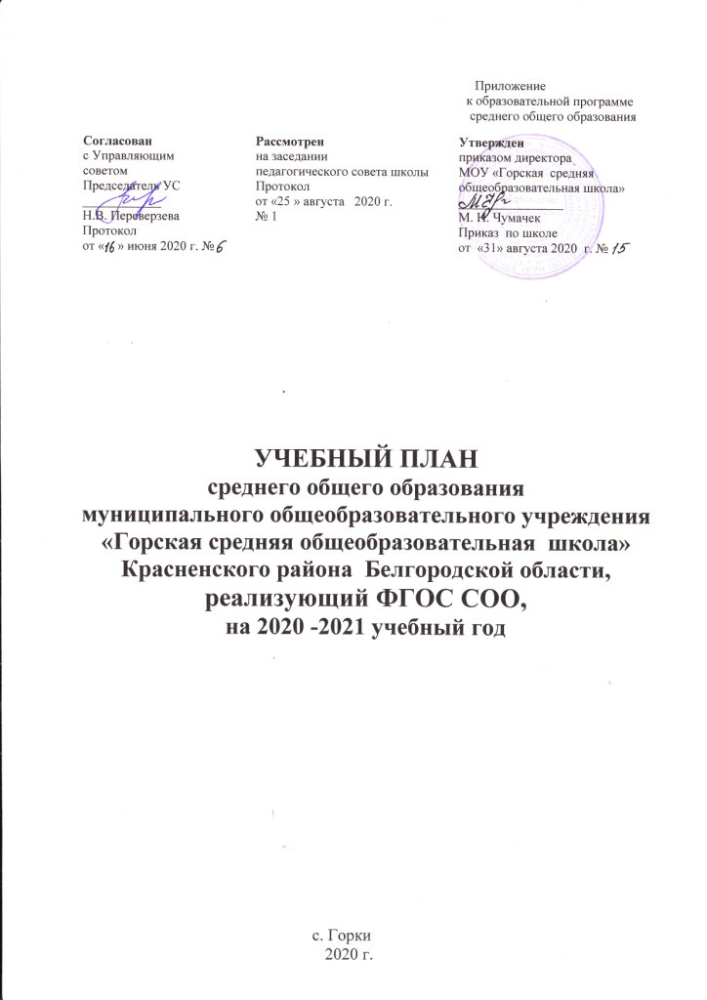 Приложение
к образовательной программе
среднего общего образования
Согласован
с Управляющим
советом
Председатель УС
Н.В. Переверзева
Протокол
от «16» июня 2020 г. № 6
Рассмотрен
на заседании
педагогического совета школы
Протокол
от «25 » августа 2020 г.
№ 1
Утвержден
приказом директора
МОУ «Горская средняя
общеобразовательная школа»
М. Н. Чумачек
Приказ по школе
от «31» августа 2020 г. № 15
УЧЕБНЫЙ ПЛАН
среднего общего образования
муниципального общеобразовательного учреждения
«Горская средняя общеобразовательная школа»
Красненского района Белгородской области,
реализующий ФГОС СОО,
на 2020 -2021 учебный год
с. Горки
2020 г.